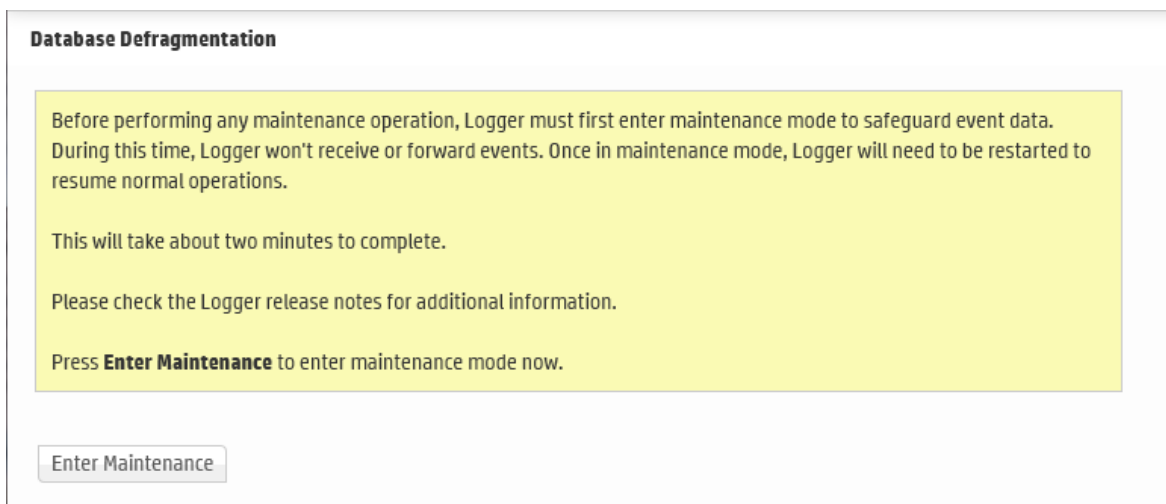 Database Defragmentation
Before performing any maintenance operation, Logger must first enter maintenance mode to safeguard event data.
During this time, Logger won't receive or forward events. Once in maintenance mode, Logger will need to be restarted to
resume normal operations.
This will take about two minutes to complete.
Please check the Logger release notes for additional information.
Press Enter Maintenance to enter maintenance mode now.
Enter Maintenance